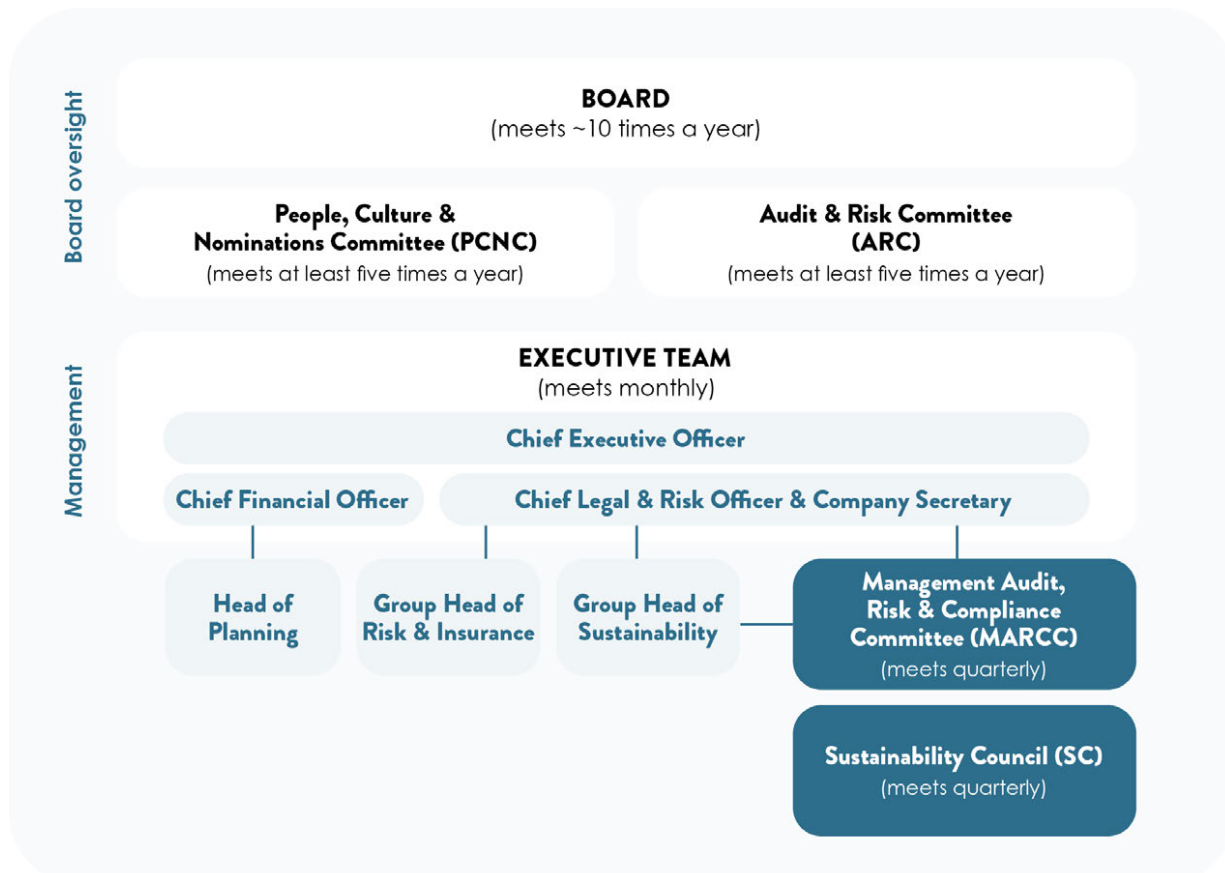 Board oversight
BOARD
(meets ~10 times a year)
People, Culture &
Nominations Committee (PCNC)
(meets at least five times a year)
Audit & Risk Committee
(ARC)
(meets at least five times a year)
Management
EXECUTIVE TEAM
(meets monthly)
Chief Executive Officer
Chief Financial Officer
Chief Legal & Risk Officer & Company Secretary
Head of
Planning
Group Head of
Risk & Insurance
Group Head of
Sustainability
Management Audit,
Risk & Compliance
Committee (MARCC)
(meets quarterly)
Sustainability Council (SC)
(meets quarterly)